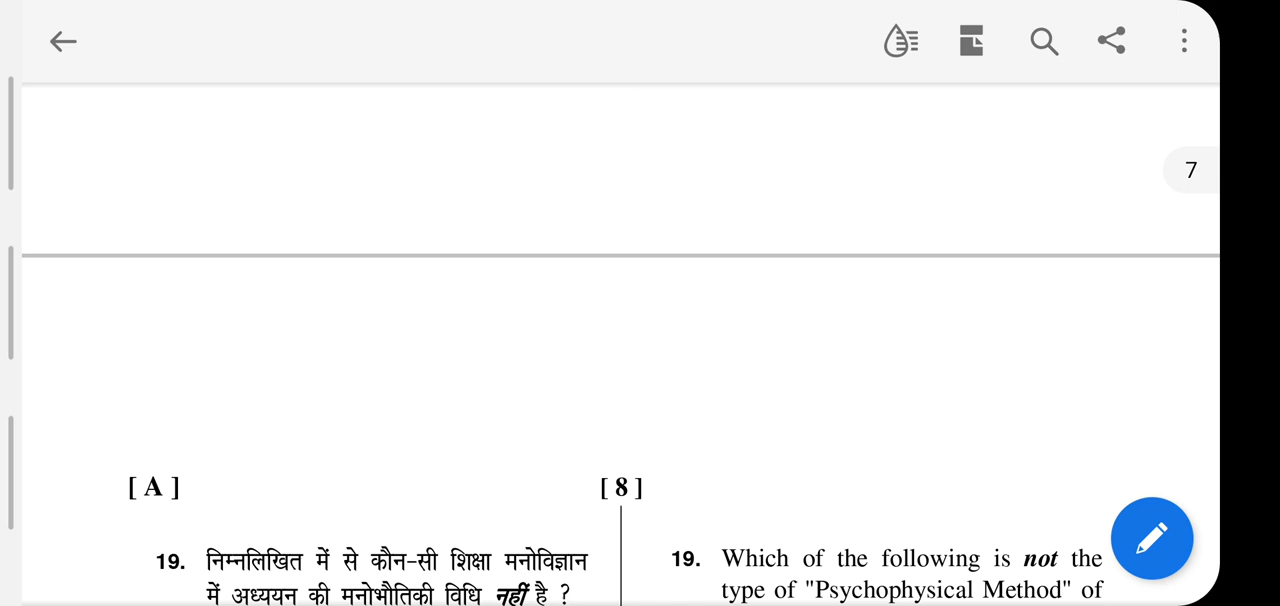 7
[ A ]
[ 8 ]
19. निम्नलिखित में से कौन-सी शिक्षा मनोविज्ञान
में अध्ययन की मनोभौतिकी विधि नहीं है ?
19. Which of the following is not the
type of "Psychophysical Method" of